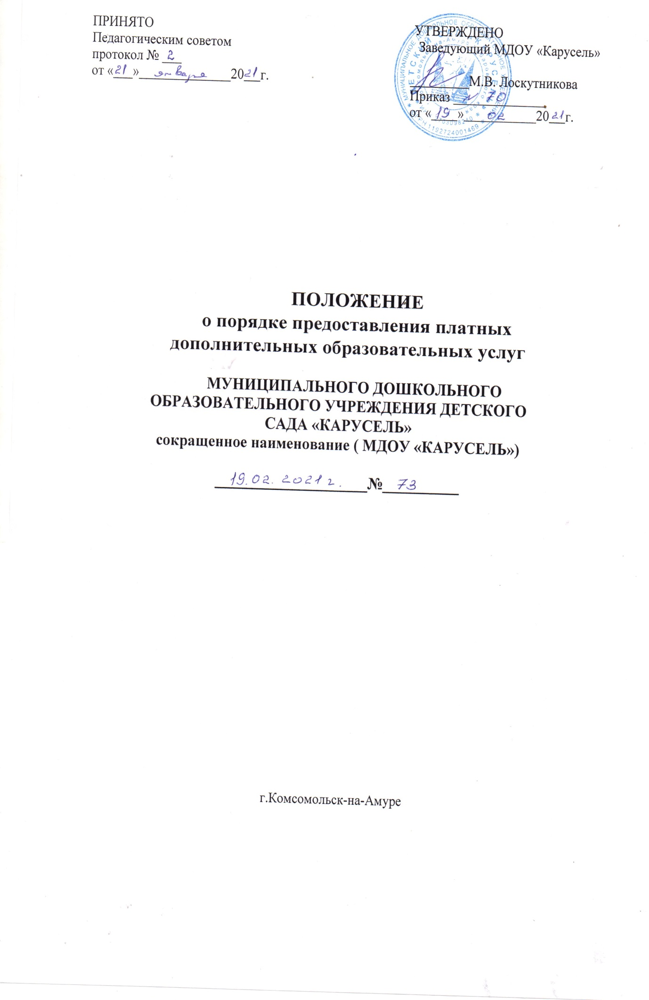 ПРИНЯТО
Педагогическим советом
протокол № 2
от «21» января 2021г.
УТВЕРЖДЕНО
Заведующий МДОУ «Карусель»
М.В. Лоскутникова
Приказ № 70
от «19» 02 2021г.
ПОЛОЖЕНИЕ
о порядке предоставления платных
дополнительных образовательных услуг
МУНИЦИПАЛЬНОГО ДОШКОЛЬНОГО
ОБРАЗОВАТЕЛЬНОГО УЧРЕЖДЕНИЯ ДЕТСКОГО
САДА «КАРУСЕЛЬ»
сокращенное наименование ( МДОУ «КАРУСЕЛЬ»)
19.02.2021 г. № 73
г.Комсомольск-на-Амуре